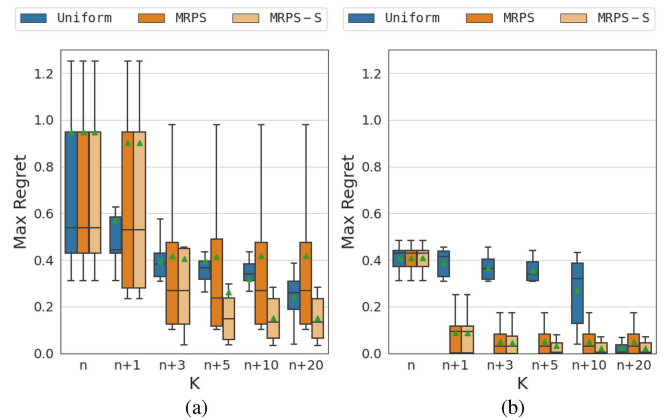 Uniform MRPS MRPS-S
Uniform MRPS MRPS-S
Max Regret
1.2
1.0
0.8
0.6
0.4
0.2
0.0
n n+1 n+3 n+5 n+10 n+20
K
(a)
Max Regret
1.2
1.0
0.8
0.6
0.4
0.2
0.0
n n+1 n+3 n+5 n+10 n+20
K
(b)